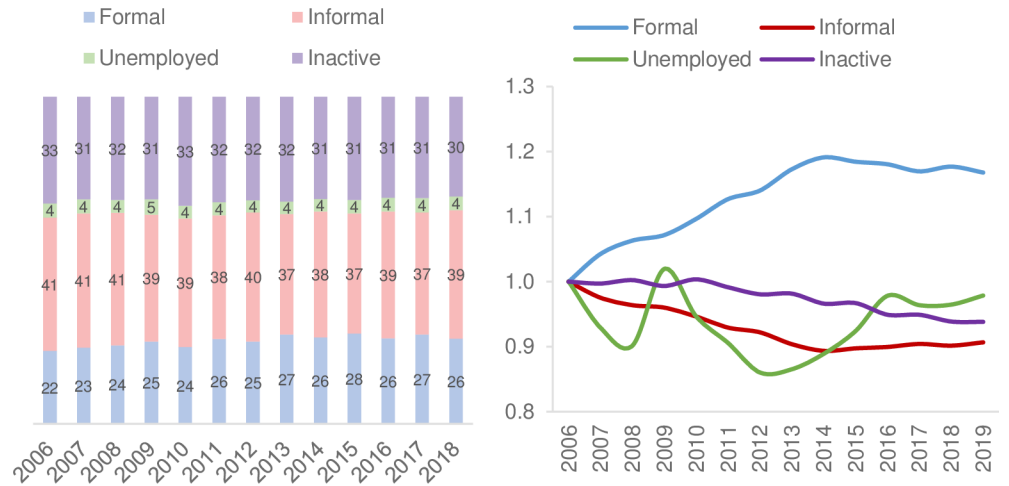 Formal Informal
Unemployed Inactive
33 31 32 31 33 32 32 32 31 31 31 31 30
4 4 4 5 4 4 4 4 4 4 4 4 4
41 41 41 39 39 38 40 37 38 37 39 37 39
22 23 24 25 24 26 25 27 26 28 26 27 26
2006 2007 2008 2009 2010 2011 2012 2013 2014 2015 2016 2017 2018
Formal Informal
Unemployed Inactive
1.3
1.2
1.1
1.0
0.9
0.8
2006 2007 2008 2009 2010 2011 2012 2013 2014 2015 2016 2017 2018 2019